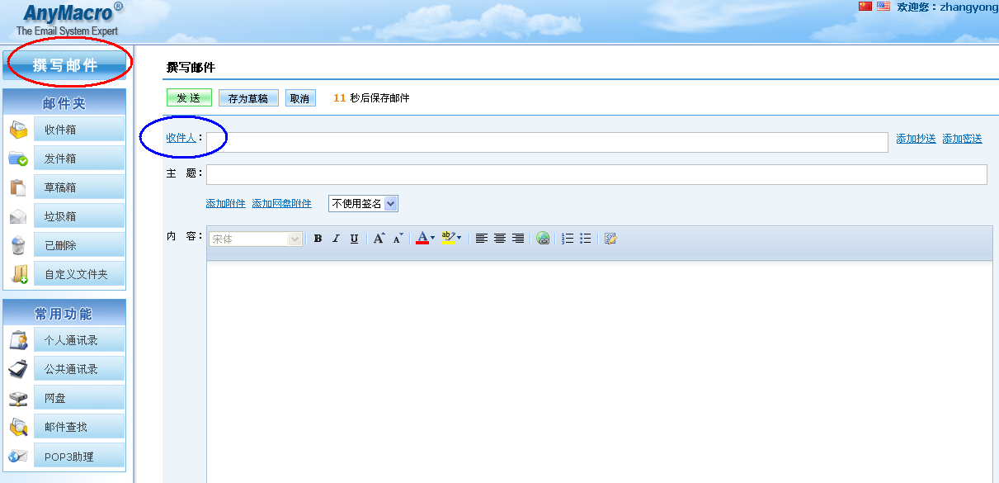 AnyMacro®
The Email System Expert
欢迎您：zhangyong
撰写邮件
邮件夹
收件箱
发件箱
草稿箱
垃圾箱
已删除
自定义文件夹
常用功能
个人通讯录
公共通讯录
网盘
邮件查找
POP3助理
撰写邮件
发 送 存为草稿 取消 11 秒后保存邮件
收件人： 添加抄送 添加密送
主 题：
添加附件 添加网盘附件 不使用签名
内 容： 宋体 B I U A A A ab